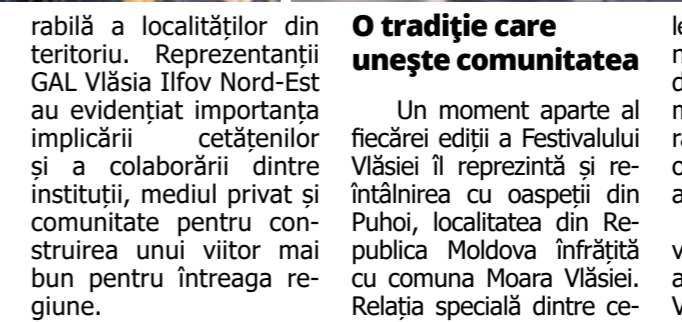 rabilă a localităților din
teritoriu. Reprezentanții
GAL Vlăsia Ilfov Nord-Est
au evidențiat importanța
implicării cetățenilor
și a colaborării dintre
instituții, mediul privat și
comunitate pentru con-
struirea unui viitor mai
bun pentru întreaga re-
giune.
O tradiţie care
uneşte comunitatea
Un moment aparte al
fiecărei ediții a Festivalului
Vlăsiei îl reprezintă și re-
întâlnirea cu oaspeții din
Puhoi, localitatea din Re-
publica Moldova înfrățită
cu comuna Moara Vlăsiei.
Relația specială dintre ce-